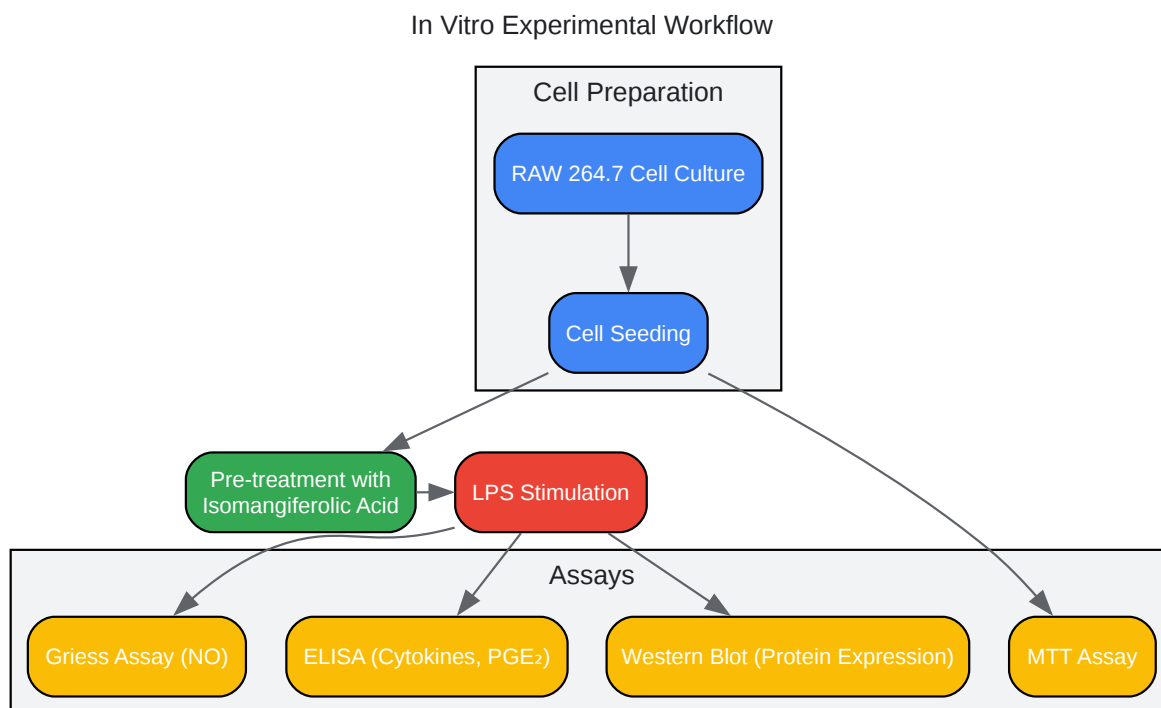 In Vitro Experimental Workflow
Cell Preparation
RAW 264.7 Cell Culture
Cell Seeding
Pre-treatment with
Isomangiferolic Acid
LPS Stimulation
Assays
Griess Assay (NO)
ELISA (Cytokines, PGE₂)
Western Blot (Protein Expression)
MTT Assay